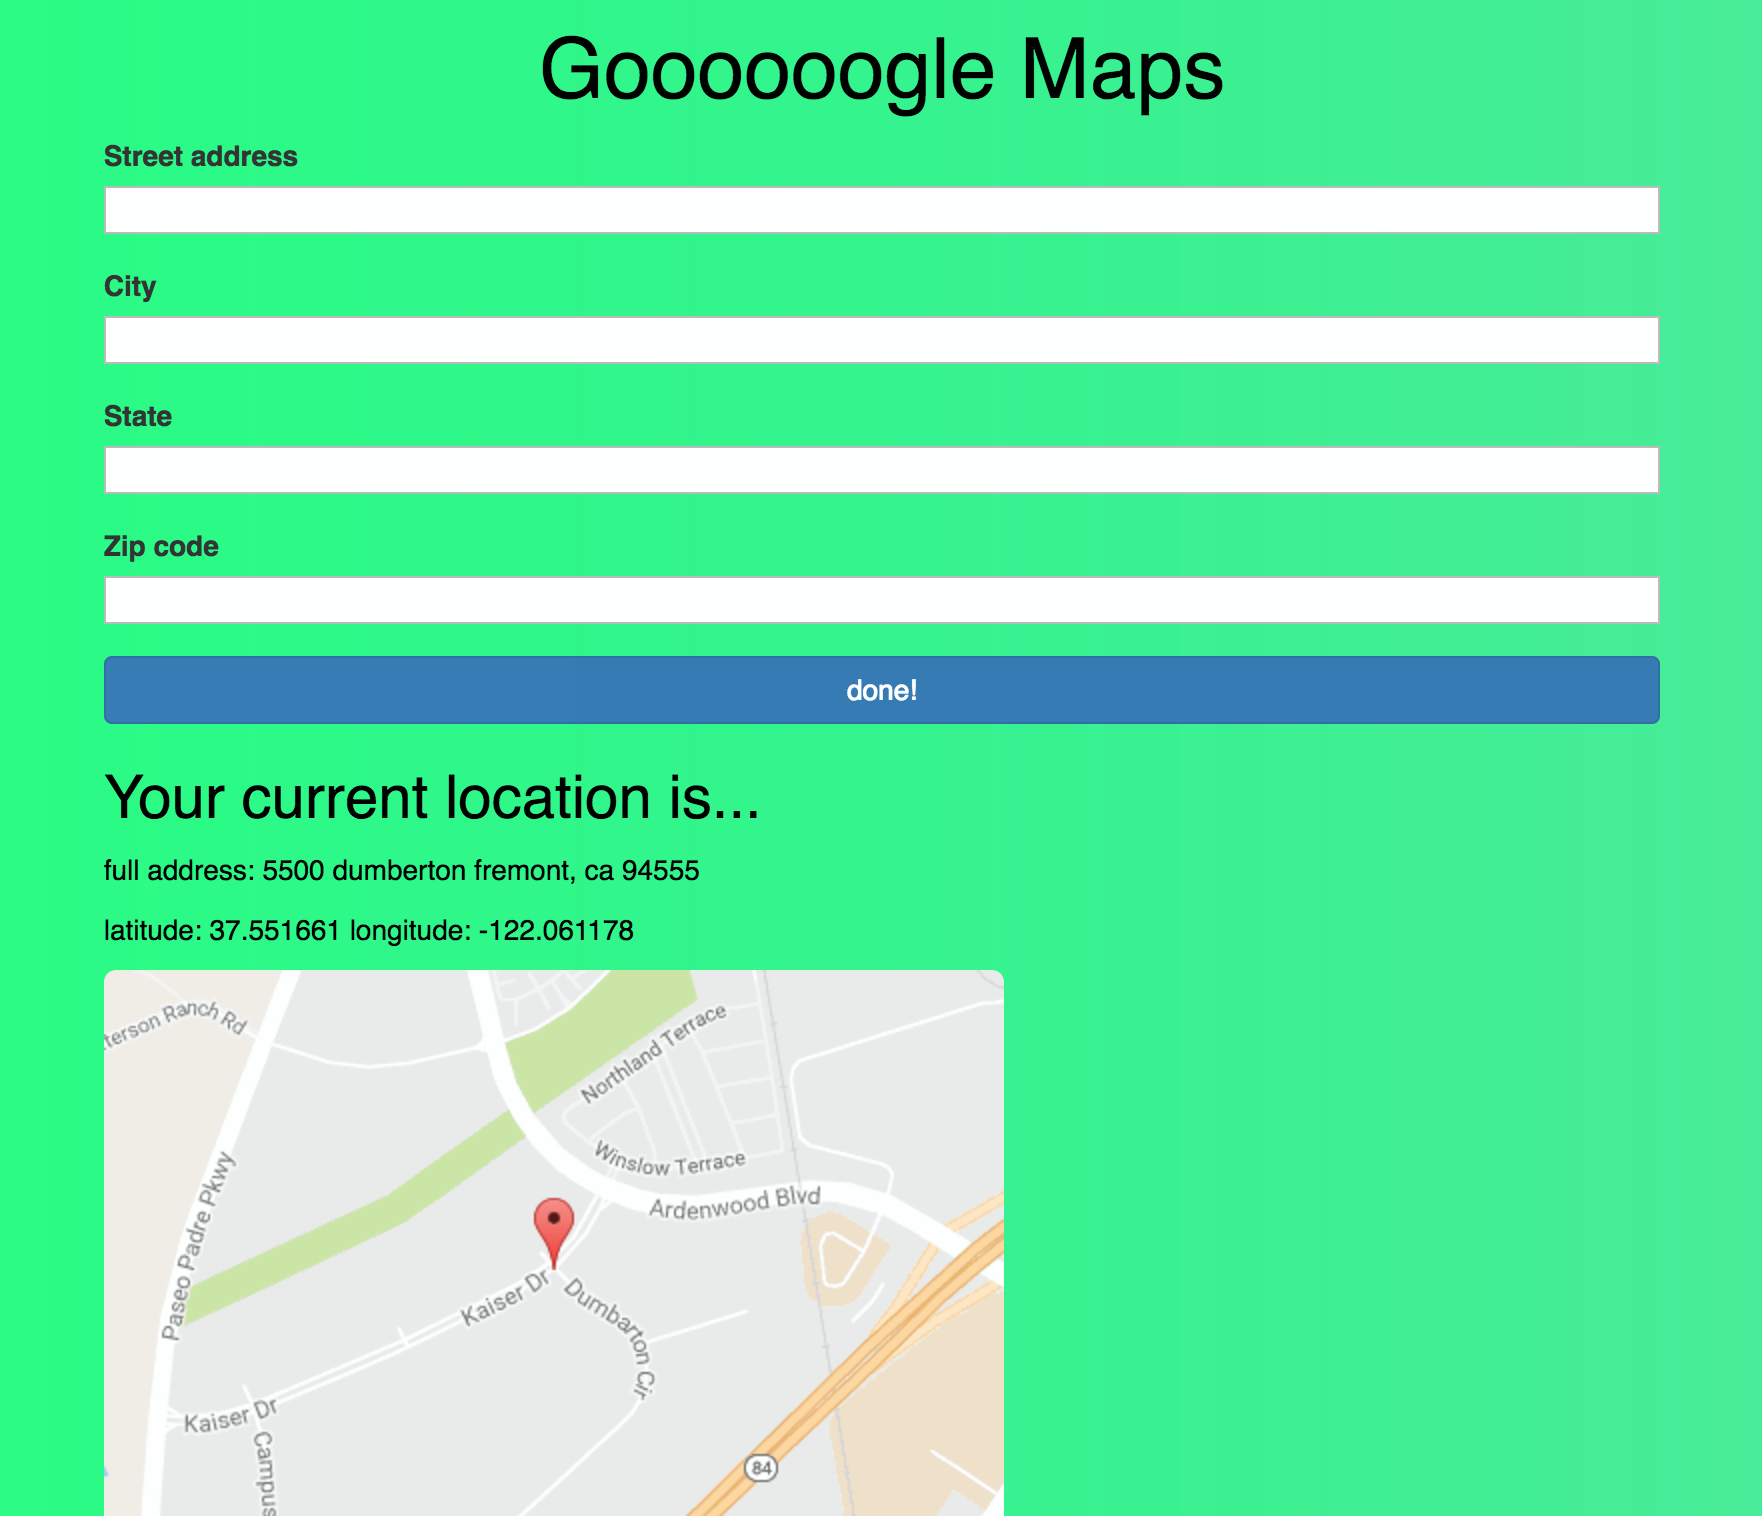 Gooooooogle Maps
Street address
City
State
Zip code
done!
Your current location is...
full address: 5500 dumberton fremont, ca 94555
latitude: 37.551661 longitude: -122.061178
Ranch Rd
Northland Terrace
Winslow Terrace
Ardenwood Blvd
Paseo Padre Pkwy
Kaiser Dr
Dumbarton Cir
Kaiser Dr
Campus
84